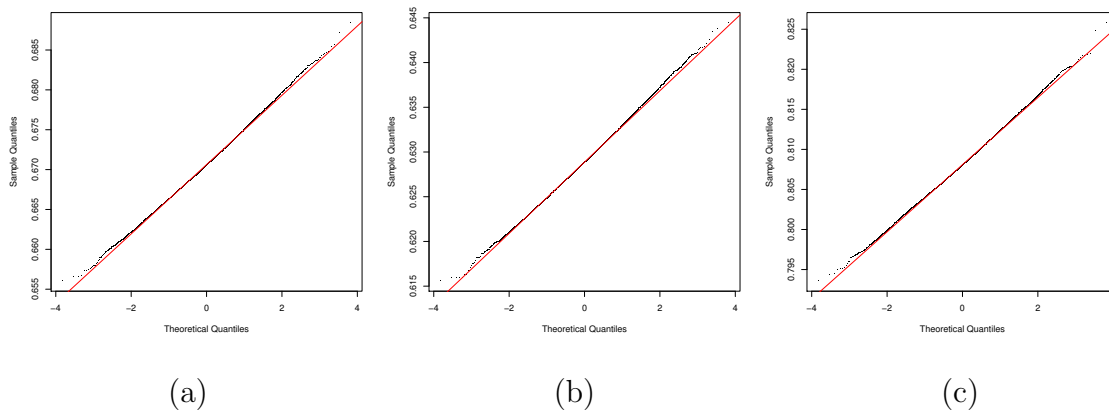 0.655 0.660 0.665 0.670 0.675 0.680 0.685
Sample Quantiles
−4 −2 0 2 4
Theoretical Quantiles
(a)
0.615 0.620 0.625 0.630 0.635 0.640 0.645
Sample Quantiles
−4 −2 0 2 4
Theoretical Quantiles
(b)
0.795 0.800 0.805 0.810 0.815 0.820 0.825
Sample Quantiles
−4 −2 0 2
Theoretical Quantiles
(c)